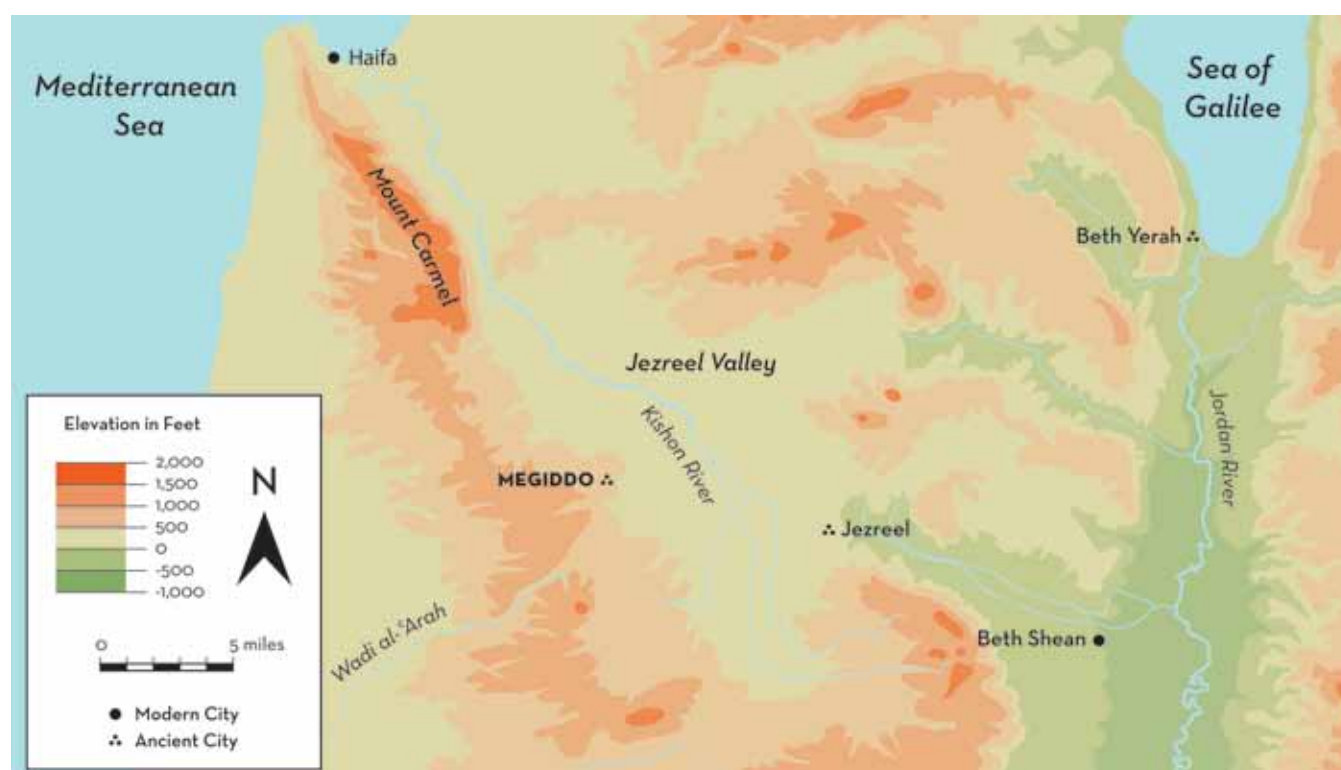 Mediterranean
Sea
Haifa
Mount Carmel
Sea of
Galilee
Beth Yerah
Jezreel Valley
Kishon River
Jordan River
MEGIDDO
Jezreel
Beth Shean
Wadi al-ʿArah
Elevation in Feet
2,000
1,500
1,000
500
0
-500
-1,000
N
0 5 miles
Modern City
Ancient City